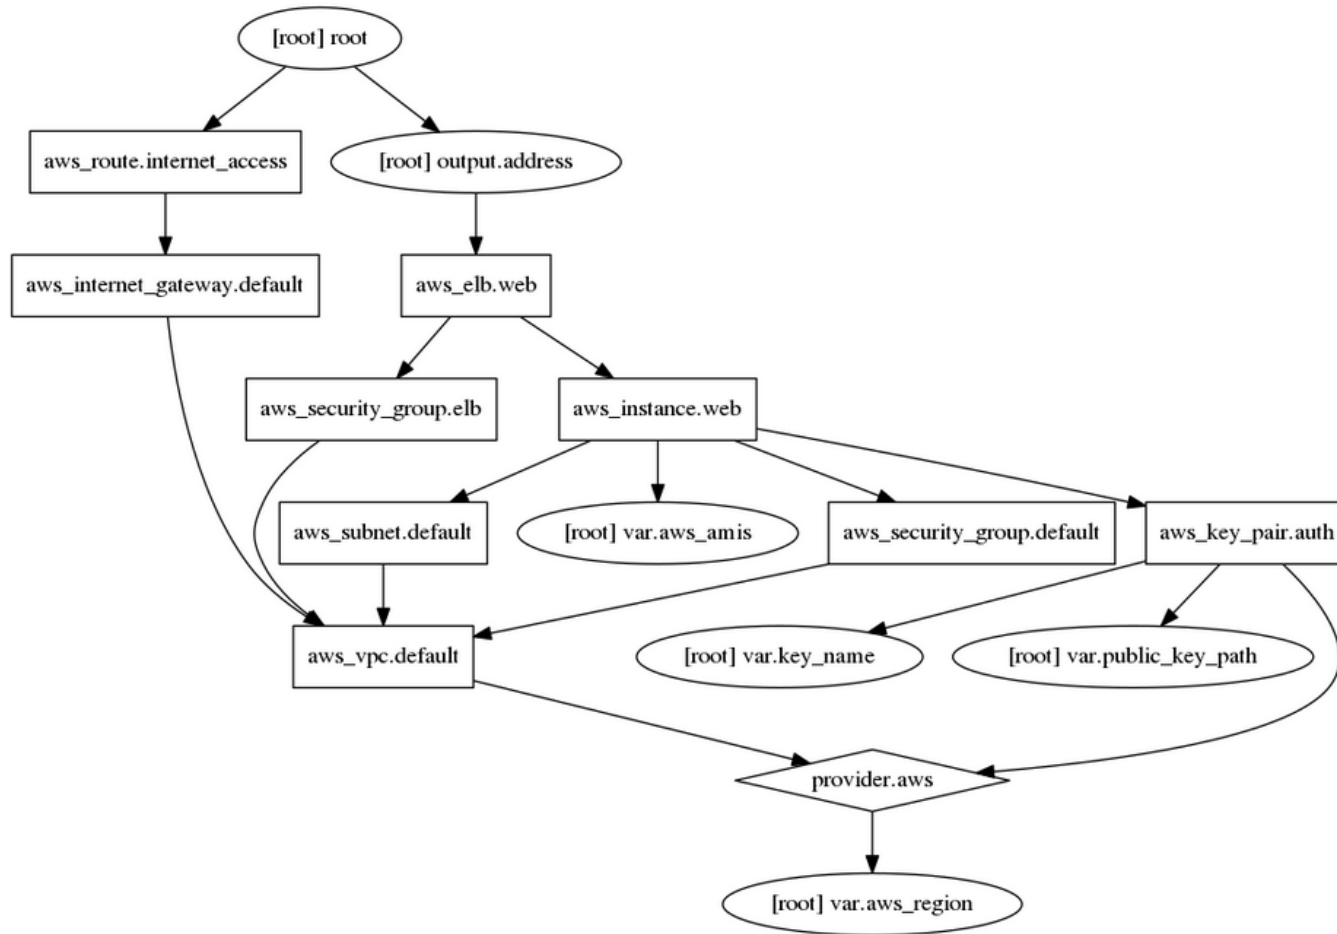 [root] root
aws_route.internet_access
[root] output.address
aws_internet_gateway.default
aws_elb.web
aws_security_group.elb
aws_instance.web
aws_subnet.default
[root] var.aws_amis
aws_security_group.default
aws_key_pair.auth
aws_vpc.default
[root] var.key_name
[root] var.public_key_path
provider.aws
[root] var.aws_region